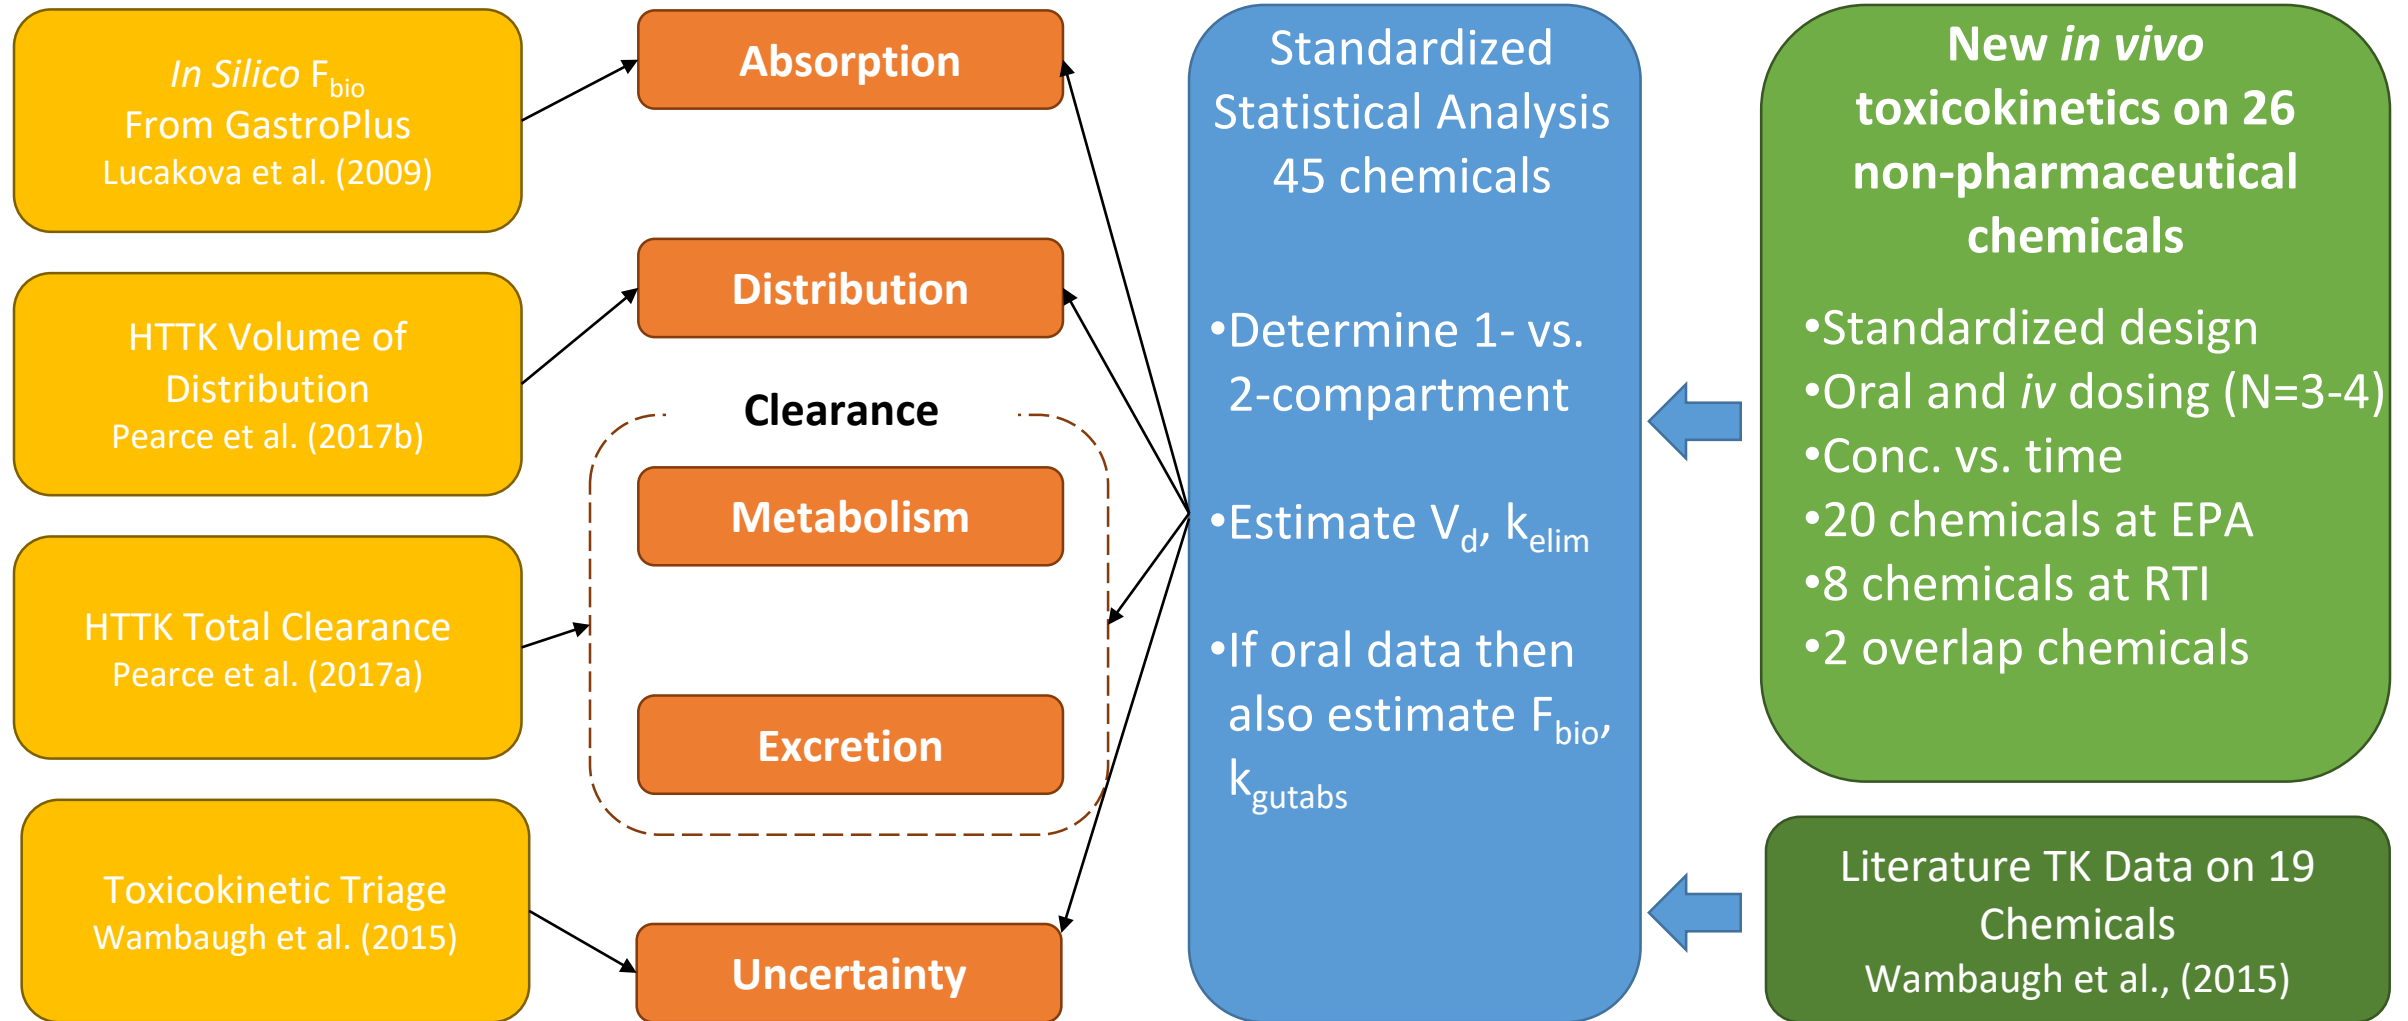 In Silico Fbio
From GastroPlus
Lucakova et al. (2009)
HTTK Volume of
Distribution
Pearce et al. (2017b)
HTTK Total Clearance
Pearce et al. (2017a)
Toxicokinetic Triage
Wambaugh et al. (2015)
Absorption
Distribution
Clearance
Metabolism
Excretion
Uncertainty
Standardized
Statistical Analysis
45 chemicals
•Determine 1- vs.
2-compartment
•Estimate Vd, kelim
•If oral data then
also estimate Fbio,
kgutabs
New in vivo
toxicokinetics on 26
non-pharmaceutical
chemicals
•Standardized design
•Oral and iv dosing (N=3-4)
•Conc. vs. time
•20 chemicals at EPA
•8 chemicals at RTI
•2 overlap chemicals
Literature TK Data on 19
Chemicals
Wambaugh et al., (2015)